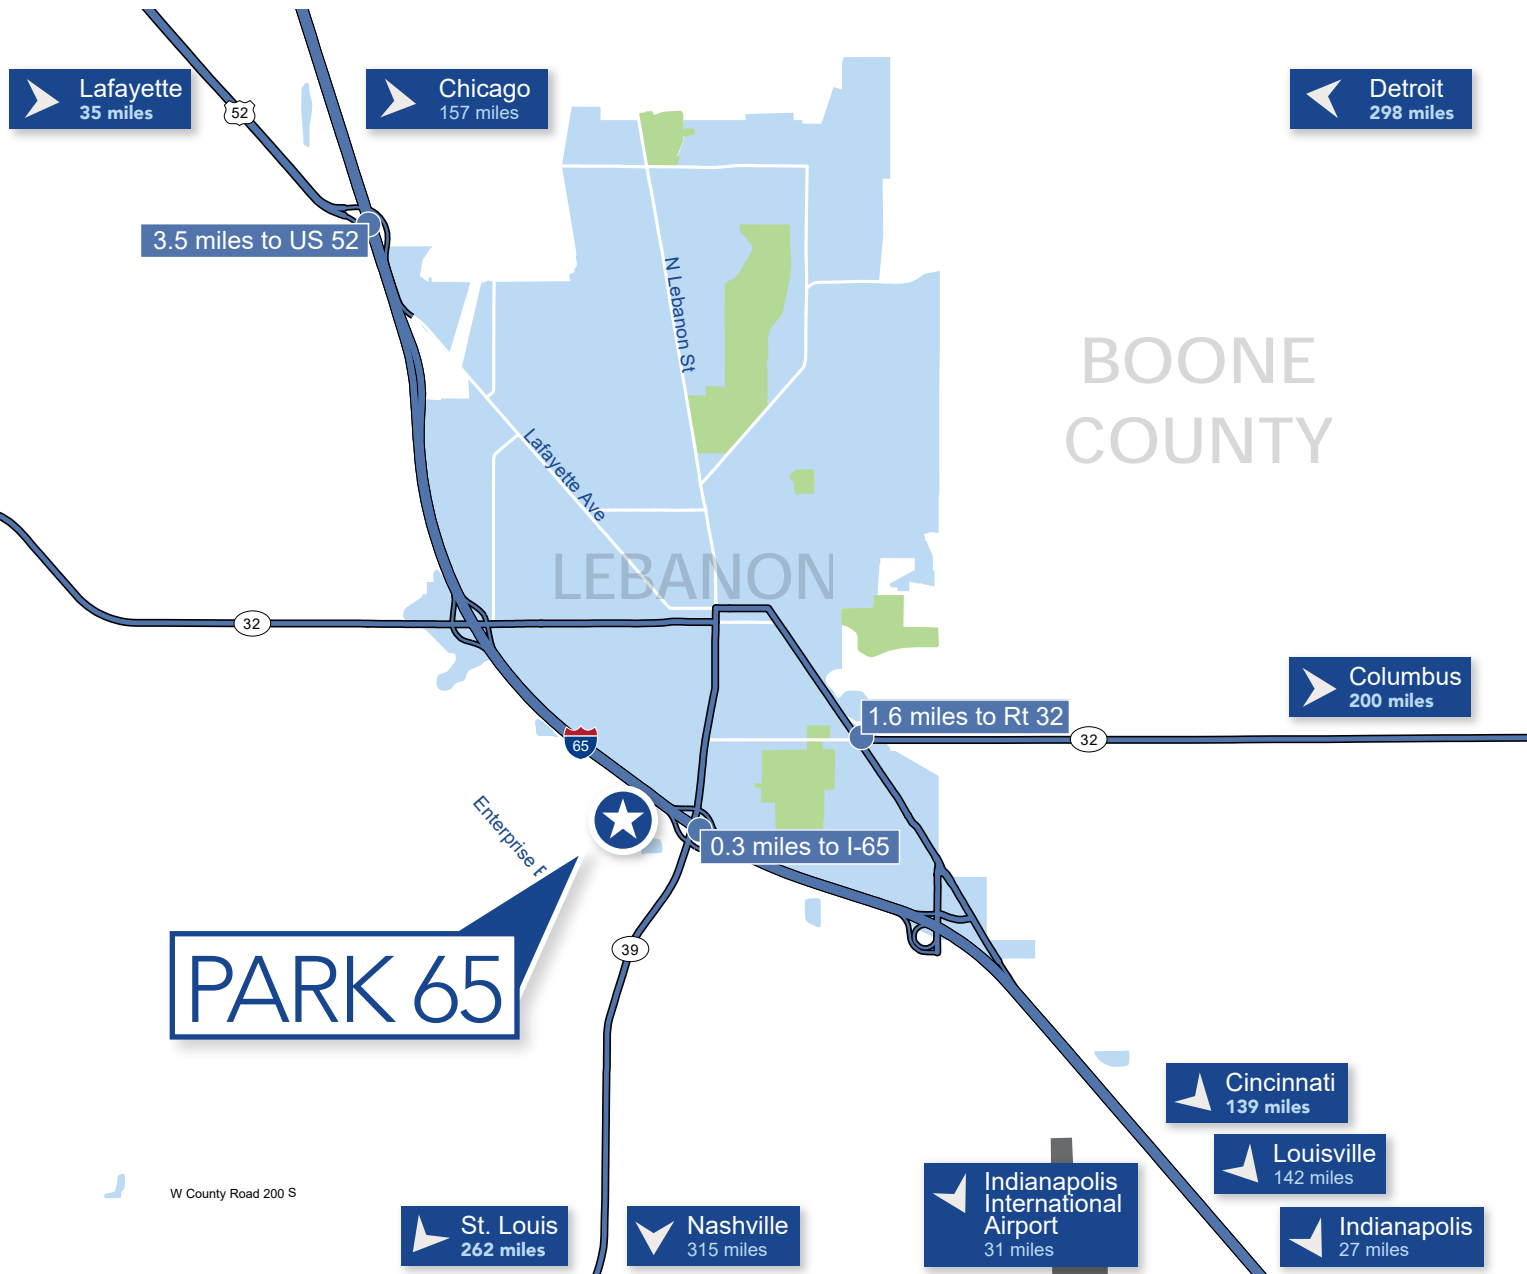 Lafayette
35 miles
52
Chicago
157 miles
Detroit
298 miles
3.5 miles to US 52
N Lebanon St
BOONE
COUNTY
Lafayette Ave
LEBANON
32
Columbus
200 miles
1.6 miles to Rt 32
32
65
Enterprise
0.3 miles to I-65
39
PARK 65
Cincinnati
139 miles
Louisville
142 miles
Indianapolis
International
Airport
31 miles
W County Road 200 S
St. Louis
262 miles
Nashville
315 miles
Indianapolis
27 miles